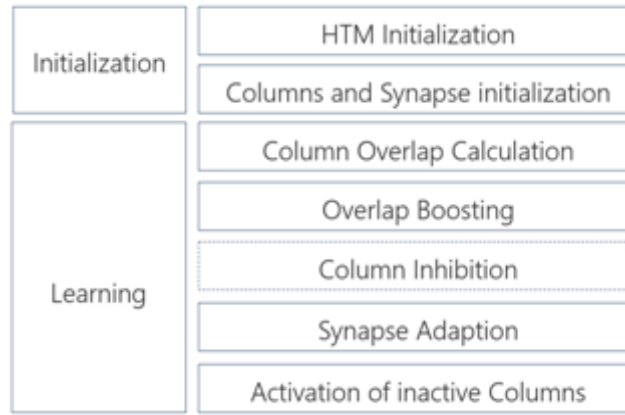 Initialization
HTM Initialization
Columns and Synapse initialization
Learning
Column Overlap Calculation
Overlap Boosting
Column Inhibition
Synapse Adaption
Activation of inactive Columns